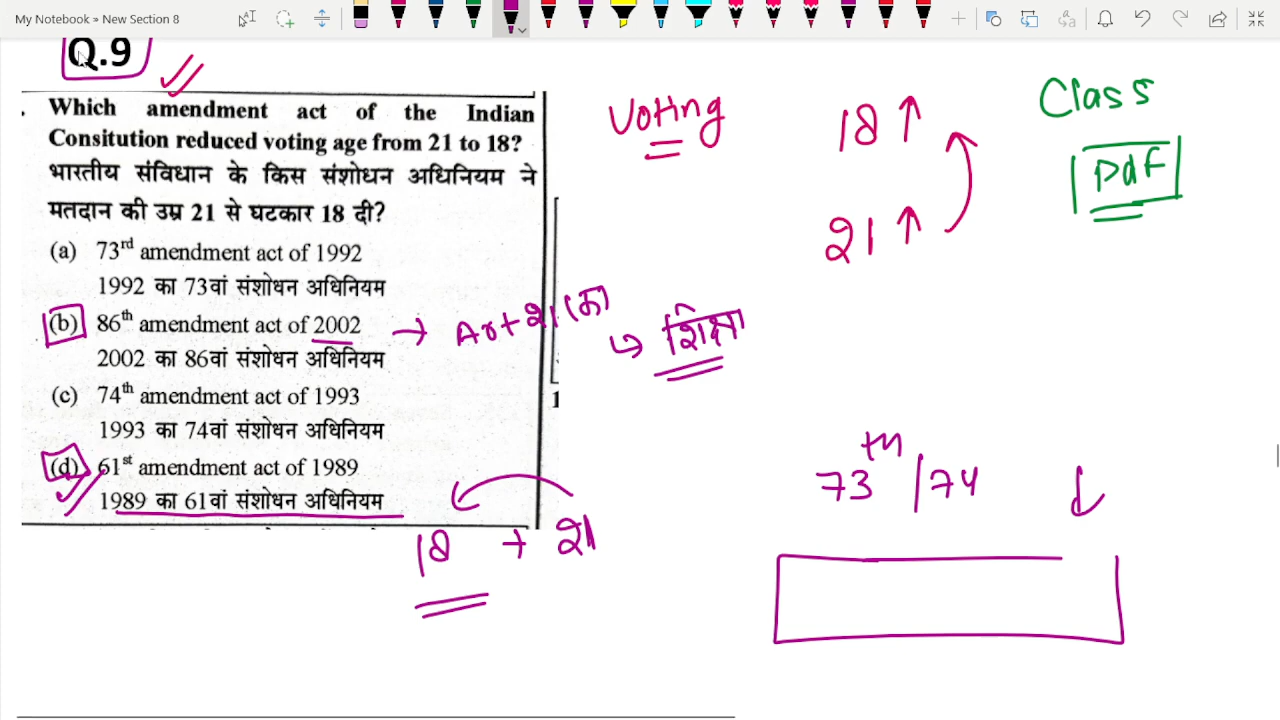 My Notebook » New Section 8
Q.9
Which amendment act of the Indian
Consitution reduced voting age from 21 to 18?
भारतीय संविधान के किस संशोधन अधिनियम ने
मतदान की उम्र 21 से घटकार 18 दी?
(a) 73rd amendment act of 1992
1992 का 73वां संशोधन अधिनियम
(b) 86th amendment act of 2002
2002 का 86वां संशोधन अधिनियम
(c) 74th amendment act of 1993
1993 का 74वां संशोधन अधिनियम
(d) 61st amendment act of 1989
1989 का 61वां संशोधन अधिनियम
18 + 21
Voting
18 ↑
21 ↑
शिक्षा
1
73th / 74
Class
Pdf